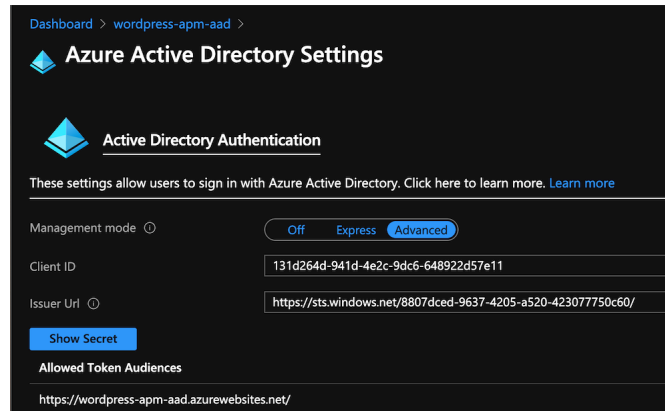 Dashboard > wordpress-apm-aad >
Azure Active Directory Settings
Active Directory Authentication
These settings allow users to sign in with Azure Active Directory. Click here to learn more. Learn more
Management mode
Off Express Advanced
Client ID
131d264d-941d-4e2c-9dc6-648922d57e11
Issuer Url
https://sts.windows.net/8807dced-9637-4205-a520-423077750c60/
Show Secret
Allowed Token Audiences
https://wordpress-apm-aad.azurewebsites.net/